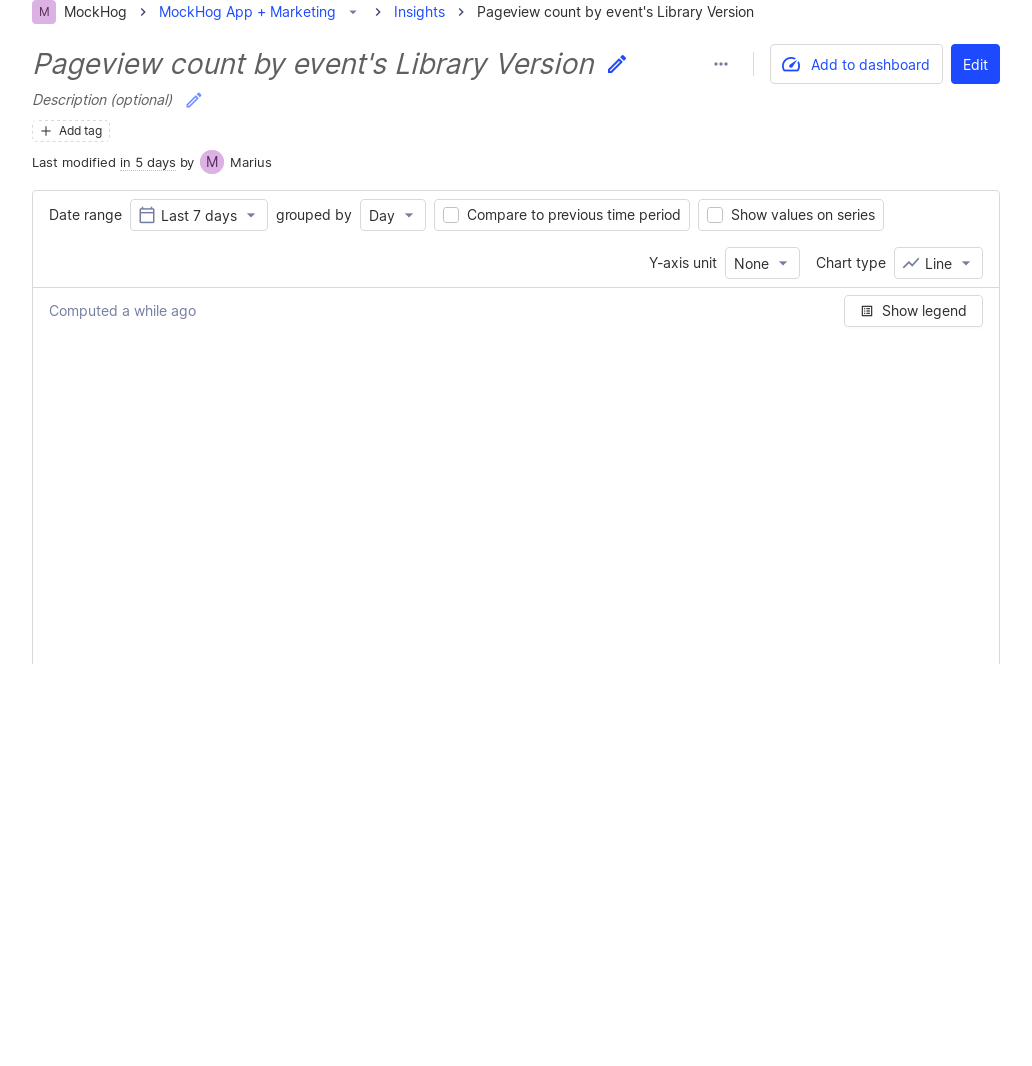 M MockHog MockHog App + Marketing Insights Pageview count by event's Library Version
Pageview count by event's Library Version
Add to dashboard Edit
Description (optional)
Add tag
Last modified in 5 days by M Marius
Date range Last 7 days grouped by Day Compare to previous time period Show values on series
Y-axis unit None Chart type Line
Computed a while ago Show legend